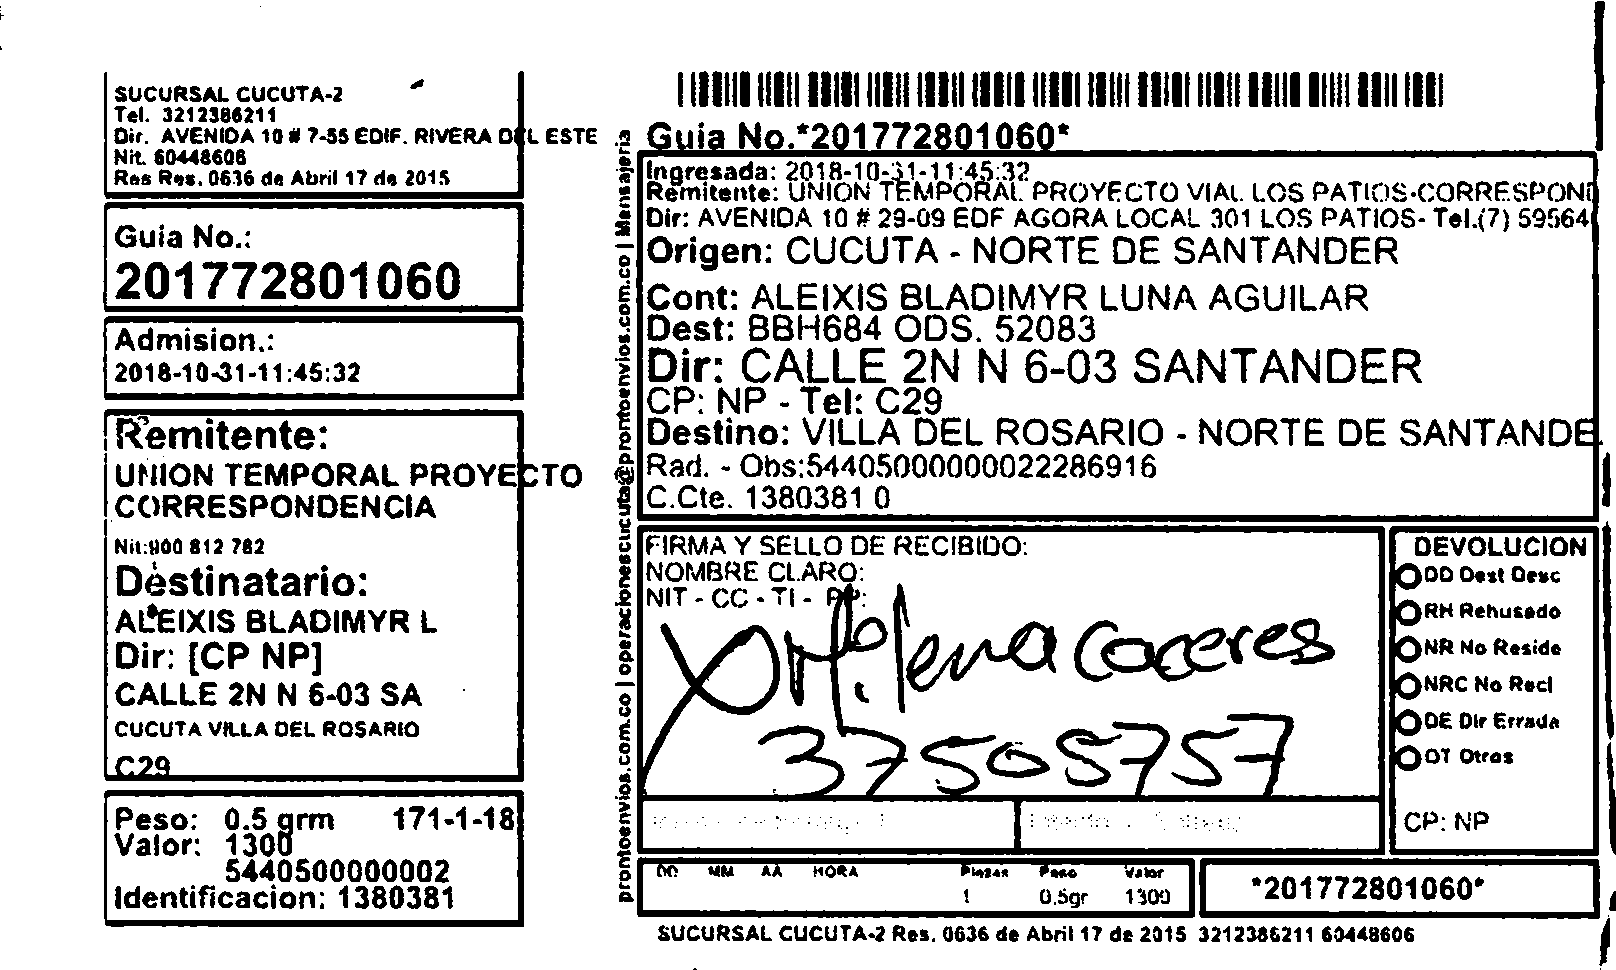 SUCURSAL CUCUTA-2
Tel. 3212386211
Dir. AVENIDA 10 # 7-55 EDIF. RIVERA DEL ESTE
Nit. 60448606
Res Res. 0636 de Abril 17 de 2015
Guia No.:
201772801060
Admision.:
2018-10-31-11:45:32
Remitente:
UNION TEMPORAL PROYECTO
CORRESPONDENCIA
Nit:900 812 782
Destinatario:
ALEIXIS BLADIMYR L
Dir: [CP NP]
CALLE 2N N 6-03 SA
CUCUTA VILLA DEL ROSARIO
C29
Peso: 0.5 grm 171-1-18
Valor: 1300
5440500000002
Identificacion: 1380381
prontoenvios.com.co | operacionescucuta@prontoenvios.com.co | Mensajeria
Guia No.*201772801060*
Ingresada: 2018-10-31-11:45:32
Remitente: UNION TEMPORAL PROYECTO VIAL LOS PATIOS-CORRESPOND
Dir: AVENIDA 10 # 29-09 EDF AGORA LOCAL 301 LOS PATIOS- Tel.(7) 59564
Origen: CUCUTA - NORTE DE SANTANDER
Cont: ALEIXIS BLADIMYR LUNA AGUILAR
Dest: BBH684 ODS. 52083
Dir: CALLE 2N N 6-03 SANTANDER
CP: NP - Tel: C29
Destino: VILLA DEL ROSARIO - NORTE DE SANTANDE
Rad. - Obs:54405000000022286916
C.Cte. 1380381 0
FIRMA Y SELLO DE RECIBIDO:
NOMBRE CLARO:
NIT - CC - TI - PP:
elena Caceres
37505757
DEVOLUCION
DD Dest Desc
RH Rehusado
NR No Reside
NRC No Recl
DE Dir Errada
OT Otras
CP: NP
DD MM AA HORA Piezas Peso Valor
1 0.5gr 1300
*201772801060*
SUCURSAL CUCUTA-2 Res. 0636 de Abril 17 de 2015 3212386211 60448606